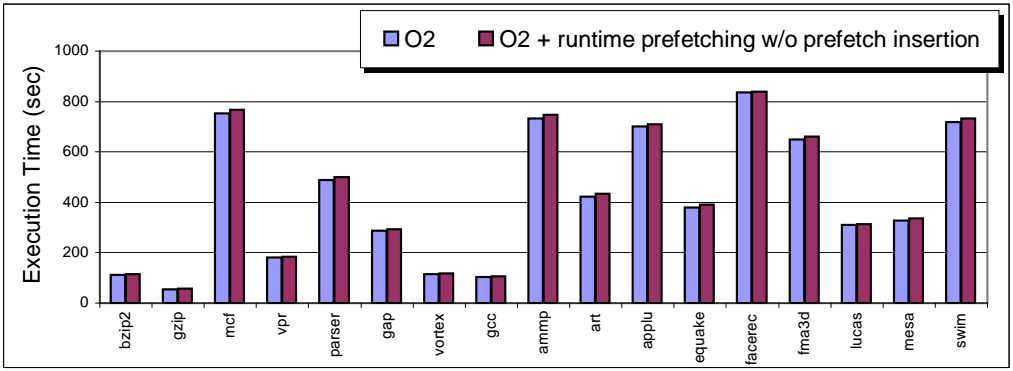 O2 O2 + runtime prefetching w/o prefetch insertion
Execution Time (sec)
1000
800
600
400
200
0
bzip2
gzip
mcf
vpr
parser
gap
vortex
gcc
ammp
art
applu
equake
facerec
fma3d
lucas
mesa
swim